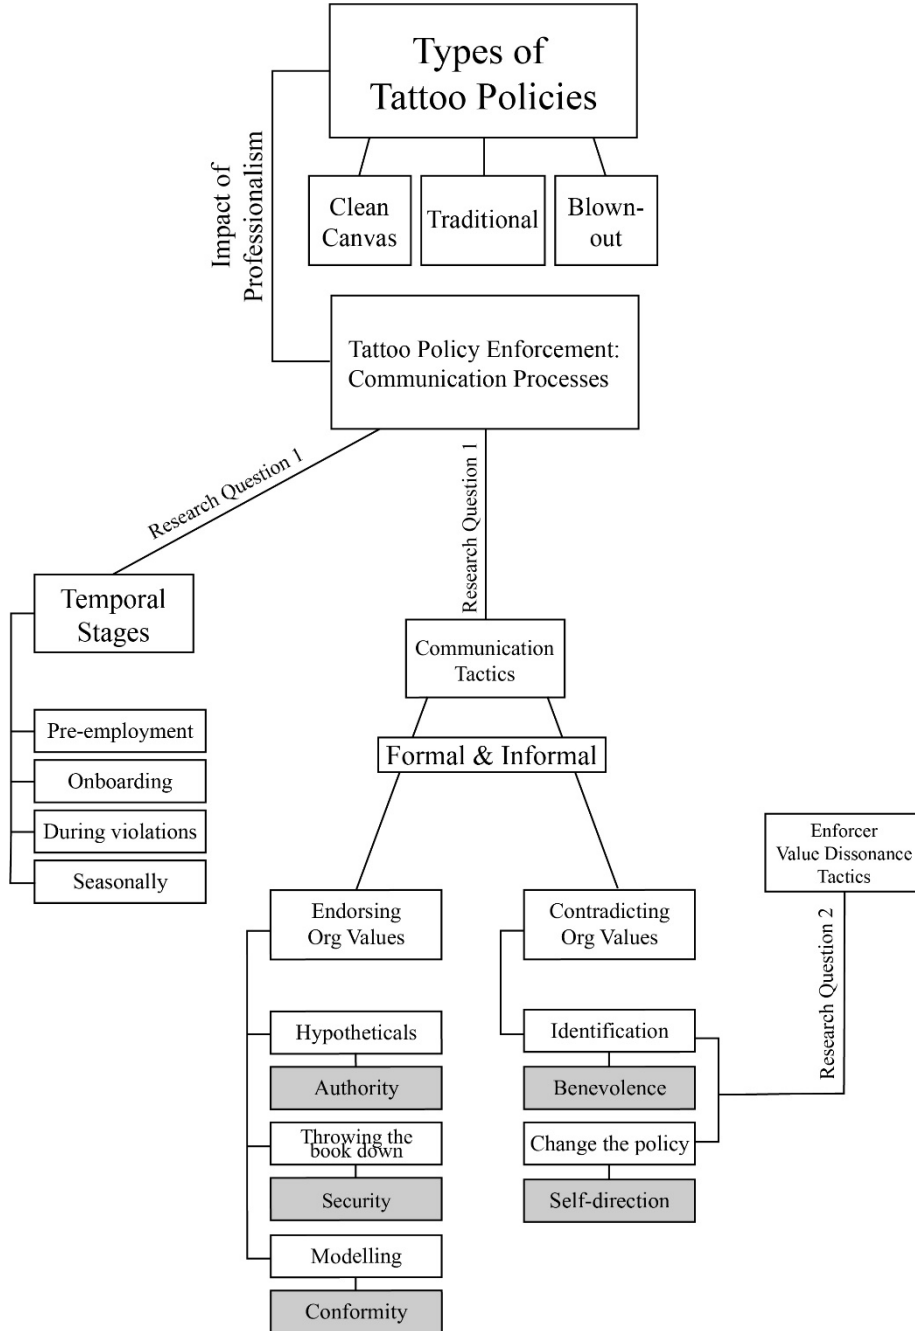 Types of
Tattoo Policies
Impact of
Professionalism
Clean
Canvas
Traditional
Blown-
out
Tattoo Policy Enforcement:
Communication Processes
Research Question 1
Research Question 1
Temporal
Stages
Communication
Tactics
Pre-employment
Onboarding
During violations
Seasonally
Formal & Informal
Enforcer
Value Dissonance
Tactics
Research Question 2
Endorsing
Org Values
Contradicting
Org Values
Hypotheticals
Authority
Throwing the
book down
Security
Modelling
Conformity
Identification
Benevolence
Change the policy
Self-direction